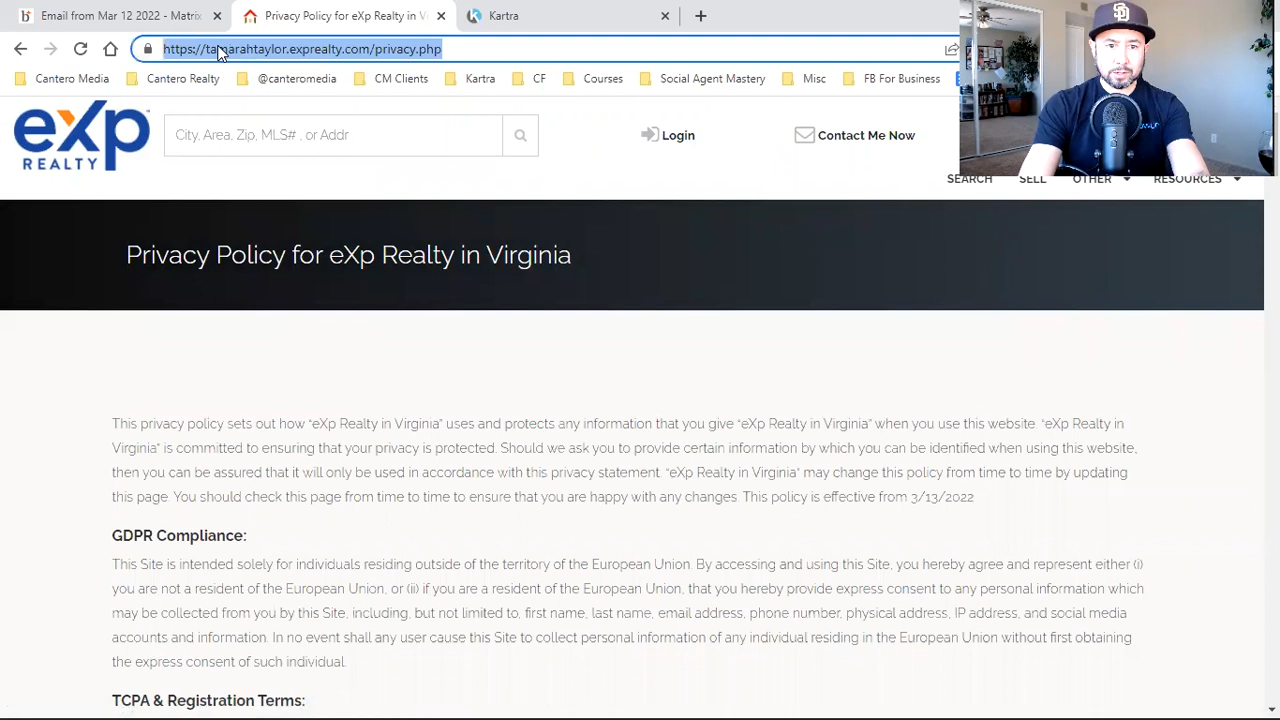 Email from Mar 12 2022 - Matrix
Privacy Policy for eXp Realty in V
Kartra
https://tamarahtaylor.exprealty.com/privacy.php
Cantero Media
Cantero Realty
@canteromedia
CM Clients
Kartra
CF
Courses
Social Agent Mastery
Misc
FB For Business
eXp
REALTY
City, Area, Zip, MLS# , or Addr
Login
Contact Me Now
SEARCH
SELL
OTHER
RESOURCES
Privacy Policy for eXp Realty in Virginia
This privacy policy sets out how “eXp Realty in Virginia” uses and protects any information that you give “eXp Realty in Virginia” when you use this website. “eXp Realty in
Virginia” is committed to ensuring that your privacy is protected. Should we ask you to provide certain information by which you can be identified when using this website,
then you can be assured that it will only be used in accordance with this privacy statement. “eXp Realty in Virginia” may change this policy from time to time by updating
this page. You should check this page from time to time to ensure that you are happy with any changes. This policy is effective from 3/13/2022
GDPR Compliance:
This Site is intended solely for individuals residing outside of the territory of the European Union. By accessing and using this Site, you hereby agree and represent either (i)
you are not a resident of the European Union, or (ii) if you are a resident of the European Union, that you hereby provide express consent to any personal information which
may be collected from you by this Site, including, but not limited to, first name, last name, email address, phone number, physical address, IP address, and social media
accounts and information. In no event shall any user cause this Site to collect personal information of any individual residing in the European Union without first obtaining
the express consent of such individual.
TCPA & Registration Terms: